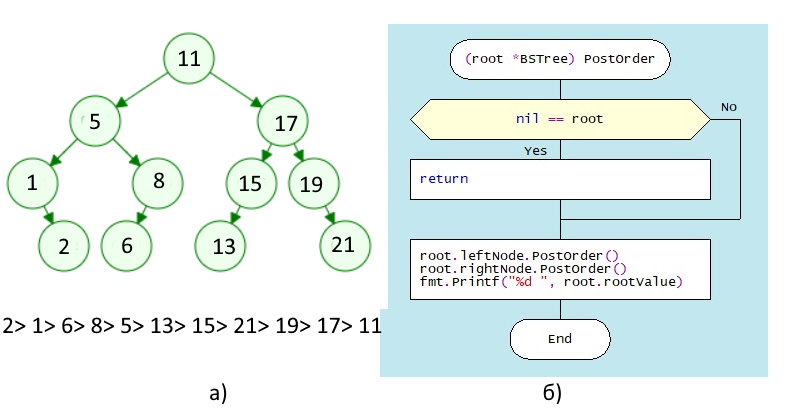 11
5
17
1
8
15
19
2
6
13
21
2> 1> 6> 8> 5> 13> 15> 21> 19> 17> 11
а)
(root *BSTree) PostOrder
nil == root
No
Yes
return
root.leftNode.PostOrder()
root.rightNode.PostOrder()
fmt.Printf("%d ", root.rootValue)
End
б)